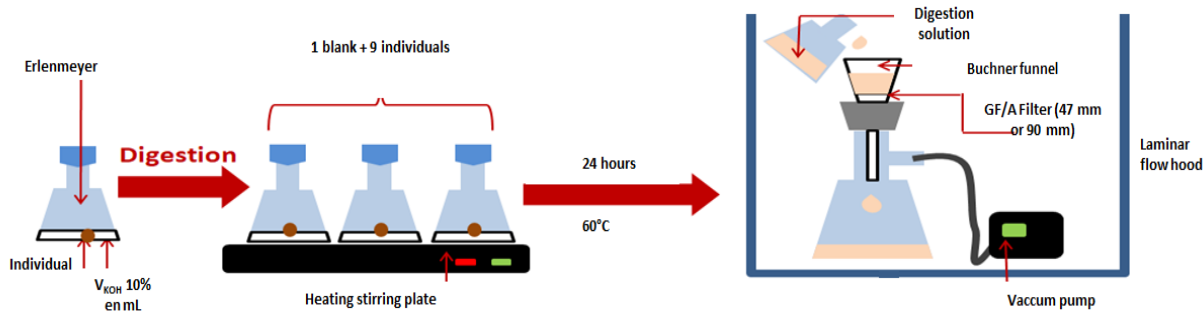 Erlenmeyer
Individual
V_KOH 10%
en mL
Digestion
1 blank + 9 individuals
Heating stirring plate
24 hours
60°C
Digestion
solution
Buchner funnel
GF/A Filter (47 mm
or 90 mm)
Laminar
flow hood
Vaccum pump